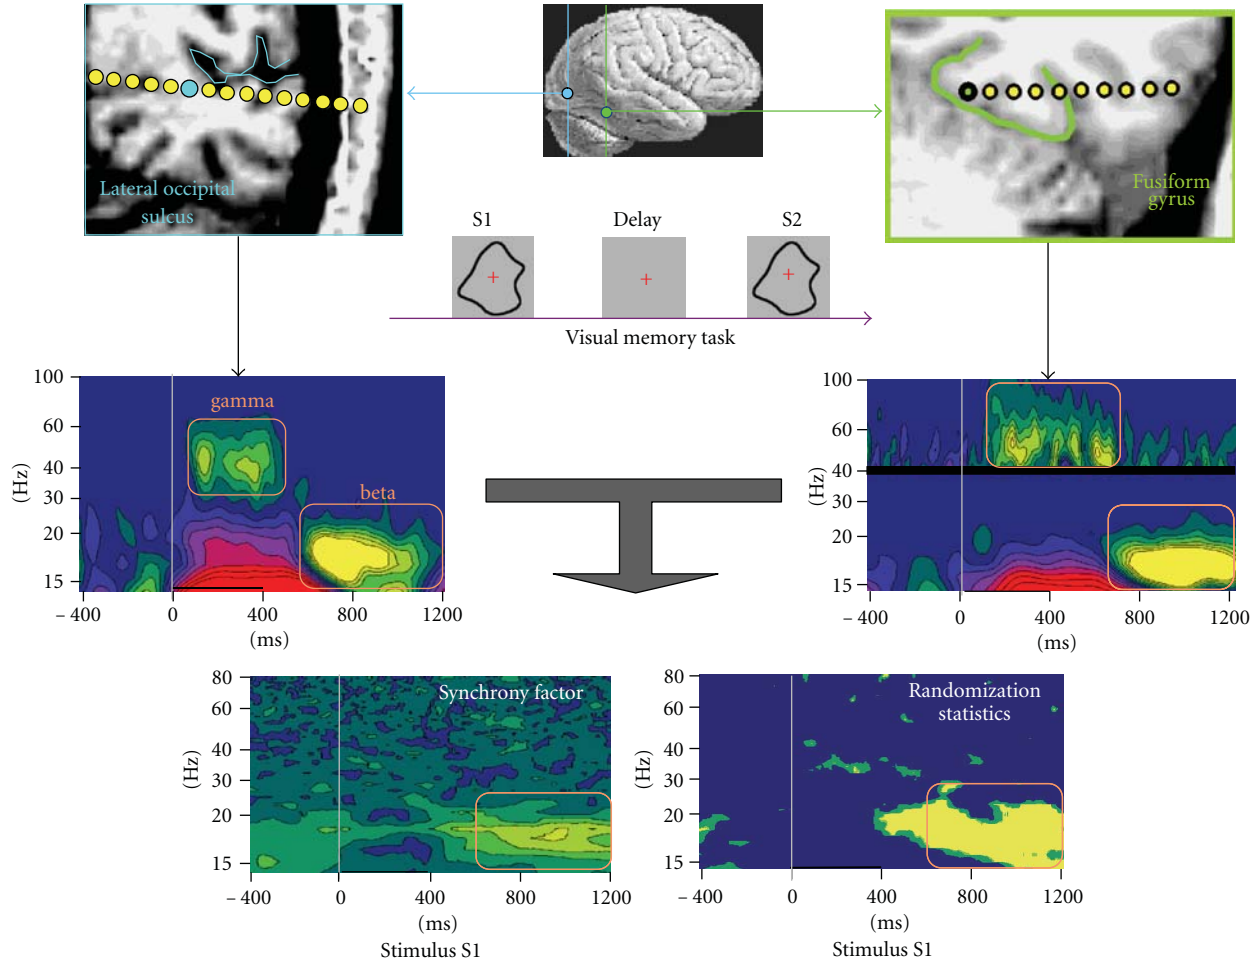 Lateral occipital
sulcus
Fusiform
gyrus
S1
Delay
S2
Visual memory task
100
60
40
30
20
15
(Hz)
gamma
beta
– 400
0
400
800
1200
(ms)
100
60
40
30
20
15
(Hz)
– 400
0
400
800
1200
(ms)
80
60
40
30
20
15
(Hz)
Synchrony factor
– 400
0
400
800
1200
(ms)
Stimulus S1
80
60
40
30
20
15
(Hz)
Randomization
statistics
– 400
0
400
800
1200
(ms)
Stimulus S1